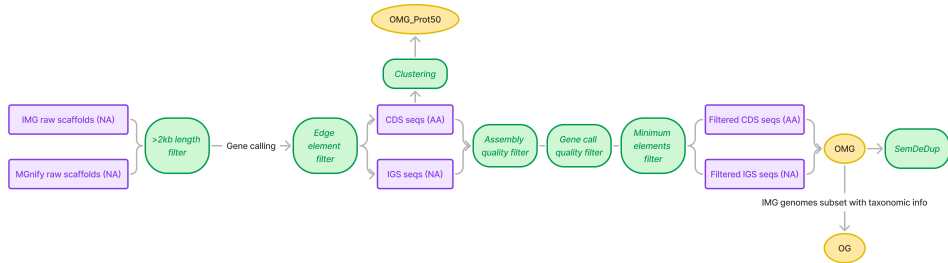 OMG_Prot50
Clustering
IMG raw scaffolds (NA)
MGnify raw scaffolds (NA)
>2kb length
filter
Gene calling
Edge
element
filter
CDS seqs (AA)
IGS seqs (NA)
Assembly
quality filter
Gene call
quality filter
Minimum
elements
filter
Filtered CDS seqs (AA)
Filtered IGS seqs (NA)
OMG
SemDeDup
IMG genomes subset with taxonomic info
OG